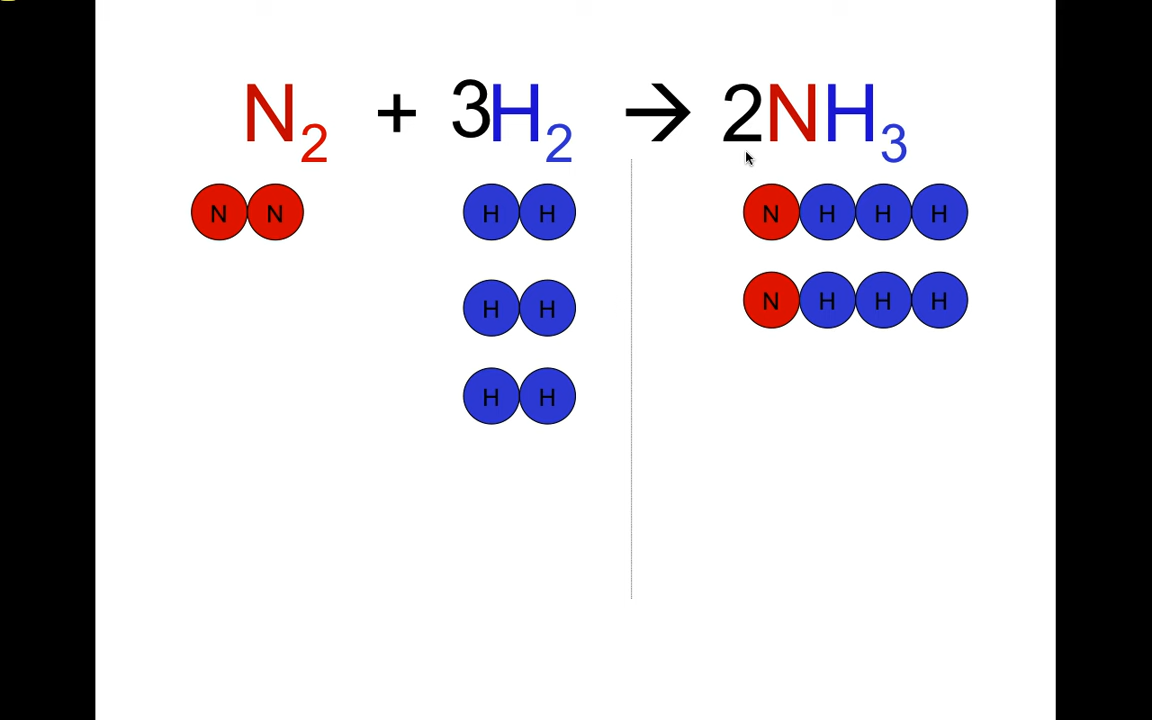 N₂ + 3H₂ → 2NH₃
N N H H N H H H
H H N H H H
H H